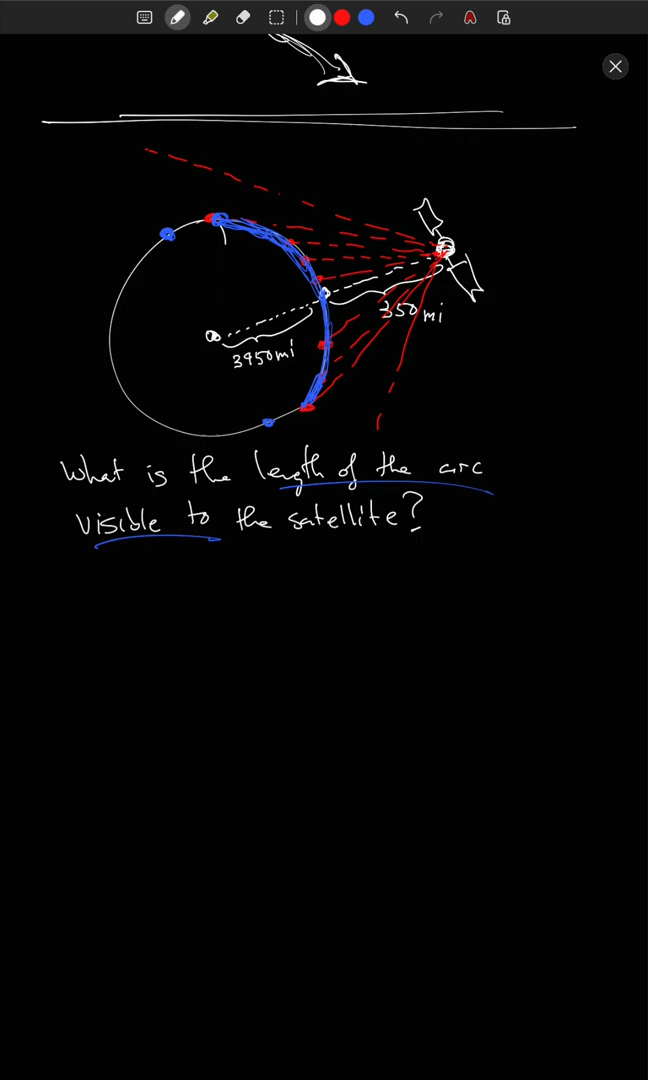 350 mi
3950 mi
What is the length of the arc
visible to the satellite?